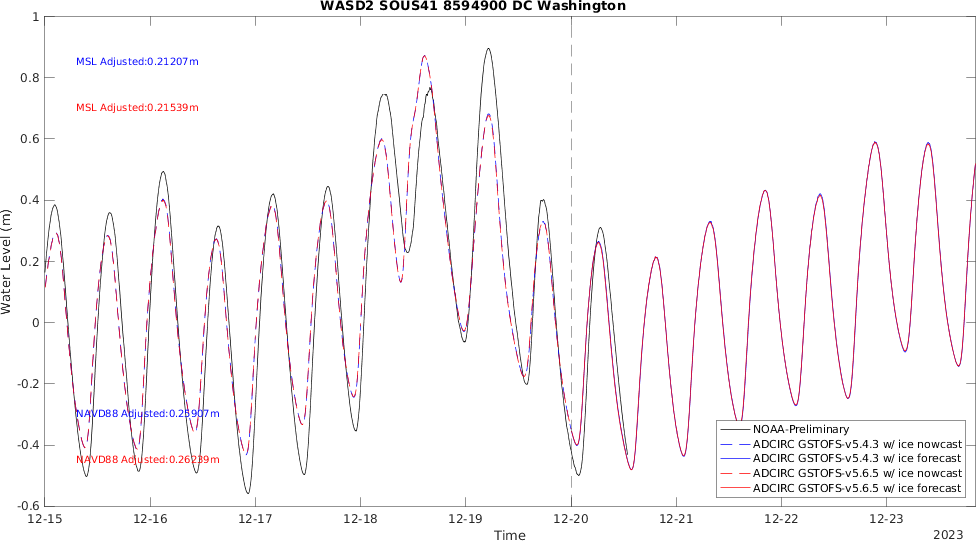 WASD2 SOUS41 8594900 DC Washington
1
0.8
0.6
0.4
0.2
0
-0.2
-0.4
-0.6
Water Level (m)
MSL Adjusted:0.21207m
MSL Adjusted:0.21539m
NAVD88 Adjusted:0.25907m
NAVD88 Adjusted:0.26239m
NOAA-Preliminary
ADCIRC GSTOFS-v5.4.3 w/ ice nowcast
ADCIRC GSTOFS-v5.4.3 w/ ice forecast
ADCIRC GSTOFS-v5.6.5 w/ ice nowcast
ADCIRC GSTOFS-v5.6.5 w/ ice forecast
12-15 12-16 12-17 12-18 12-19 12-20 12-21 12-22 12-23
Time
2023